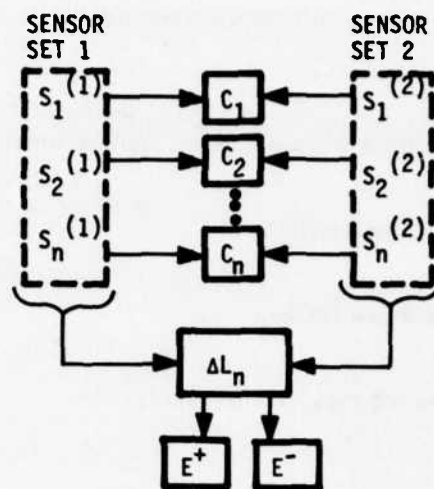 SENSOR SET 1
SENSOR SET 2
S₁⁽¹⁾ C₁ S₁⁽²⁾
S₂⁽¹⁾ C₂ S₂⁽²⁾
Sₙ⁽¹⁾ Cₙ Sₙ⁽²⁾
ΔLₙ
E⁺ E⁻